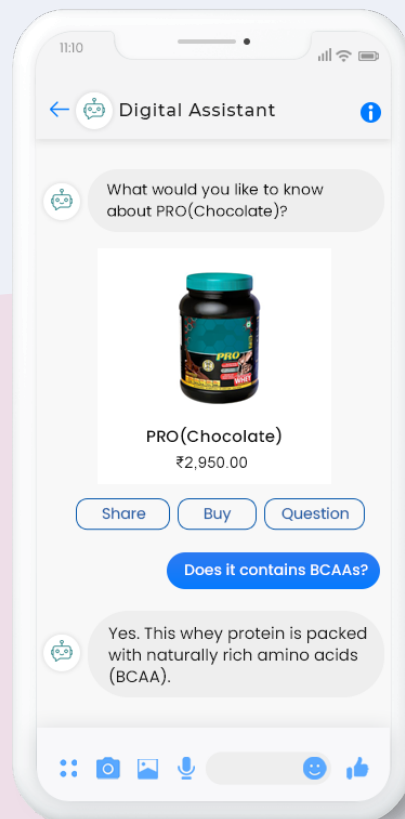 11:10
Digital Assistant
What would you like to know
about PRO(Chocolate)?
PRO
WHEY
PRO(Chocolate)
₹2,950.00
Share
Buy
Question
Does it contains BCAAs?
Yes. This whey protein is packed
with naturally rich amino acids
(BCAA).